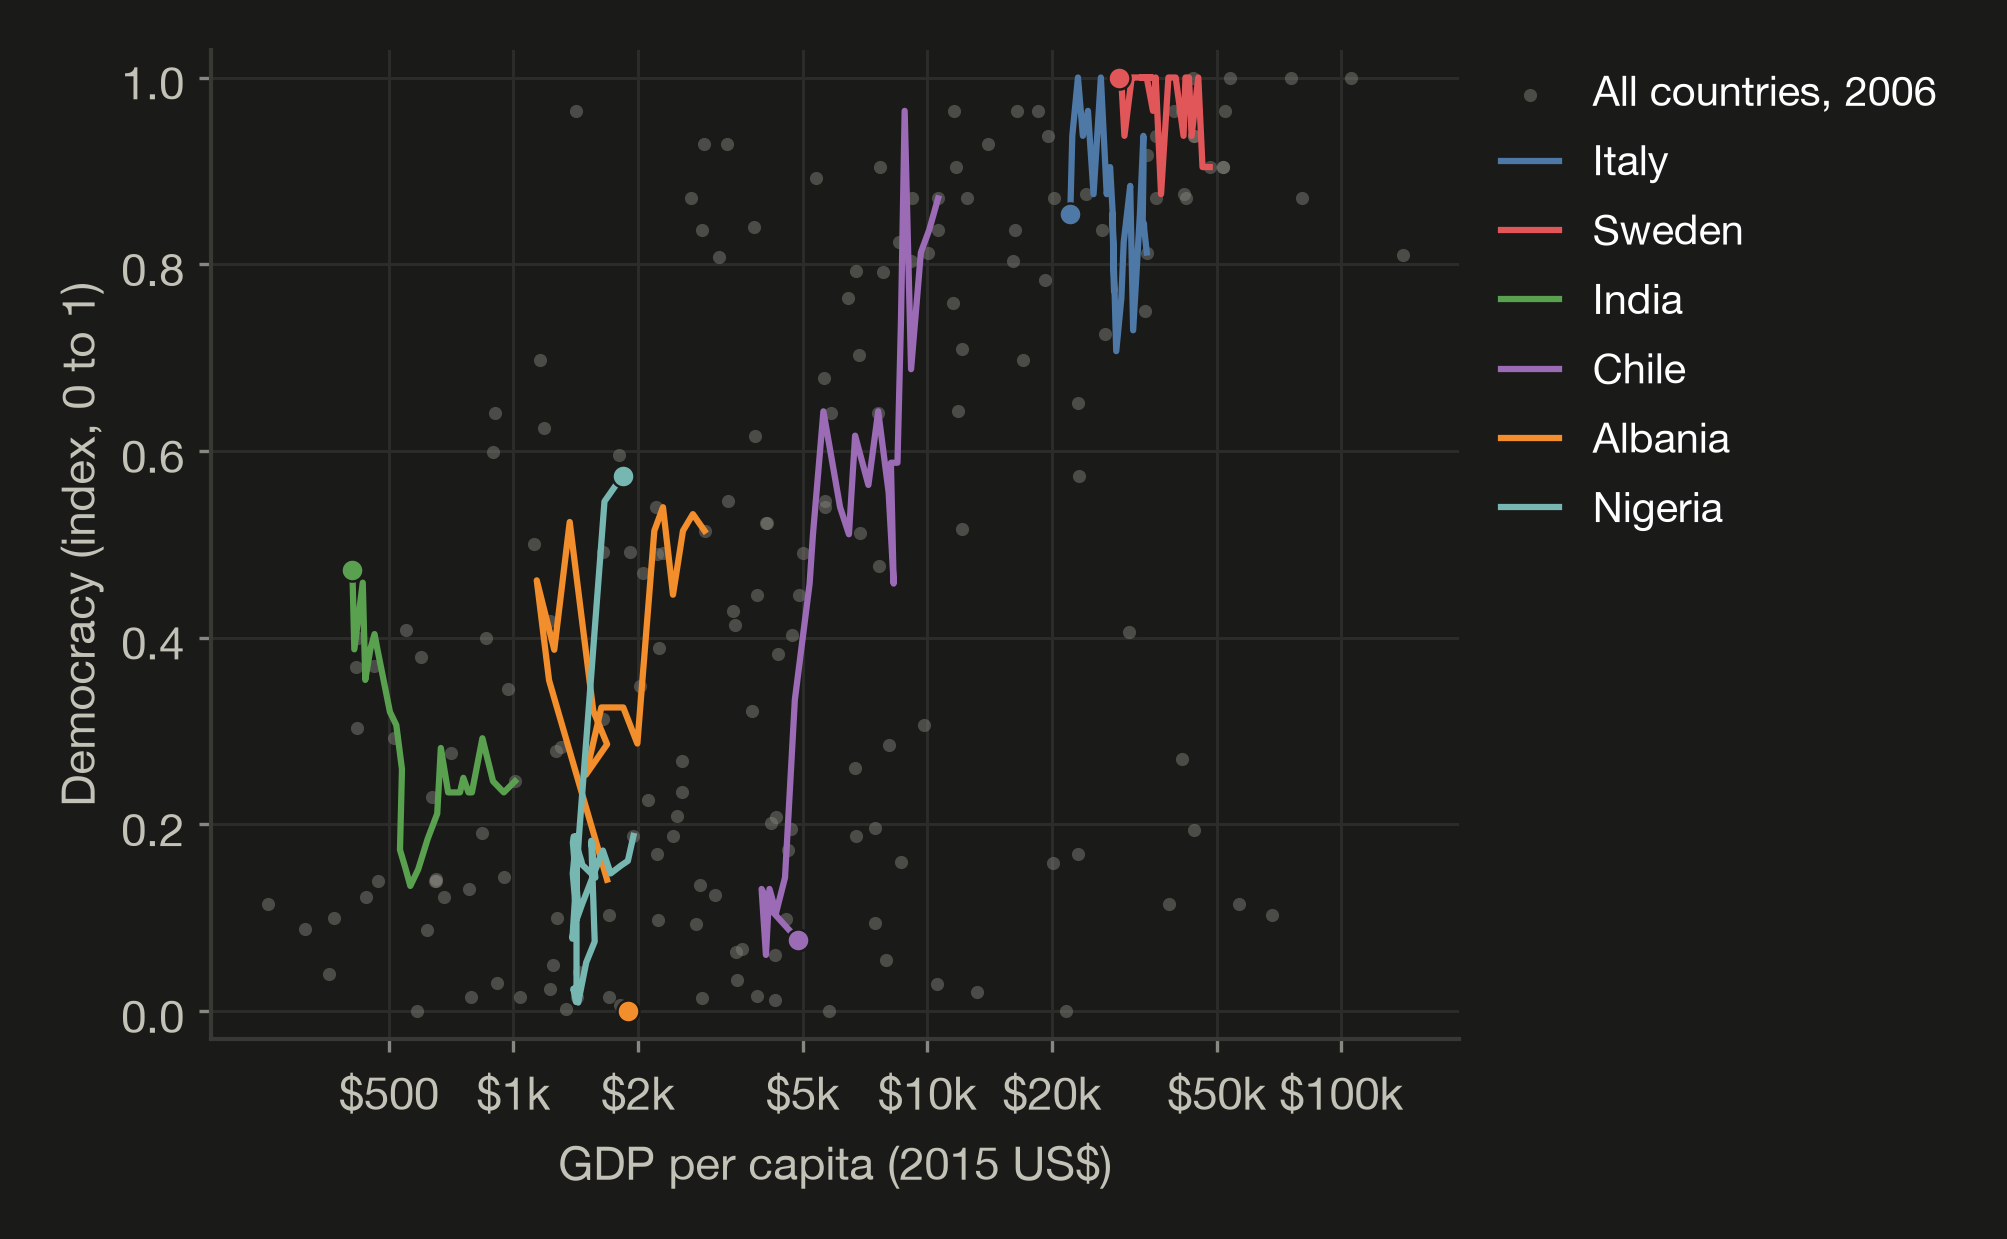 1.0
0.8
0.6
0.4
0.2
0.0
Democracy (index, 0 to 1)
$500 $1k $2k $5k $10k $20k $50k $100k
GDP per capita (2015 US$)
All countries, 2006
Italy
Sweden
India
Chile
Albania
Nigeria